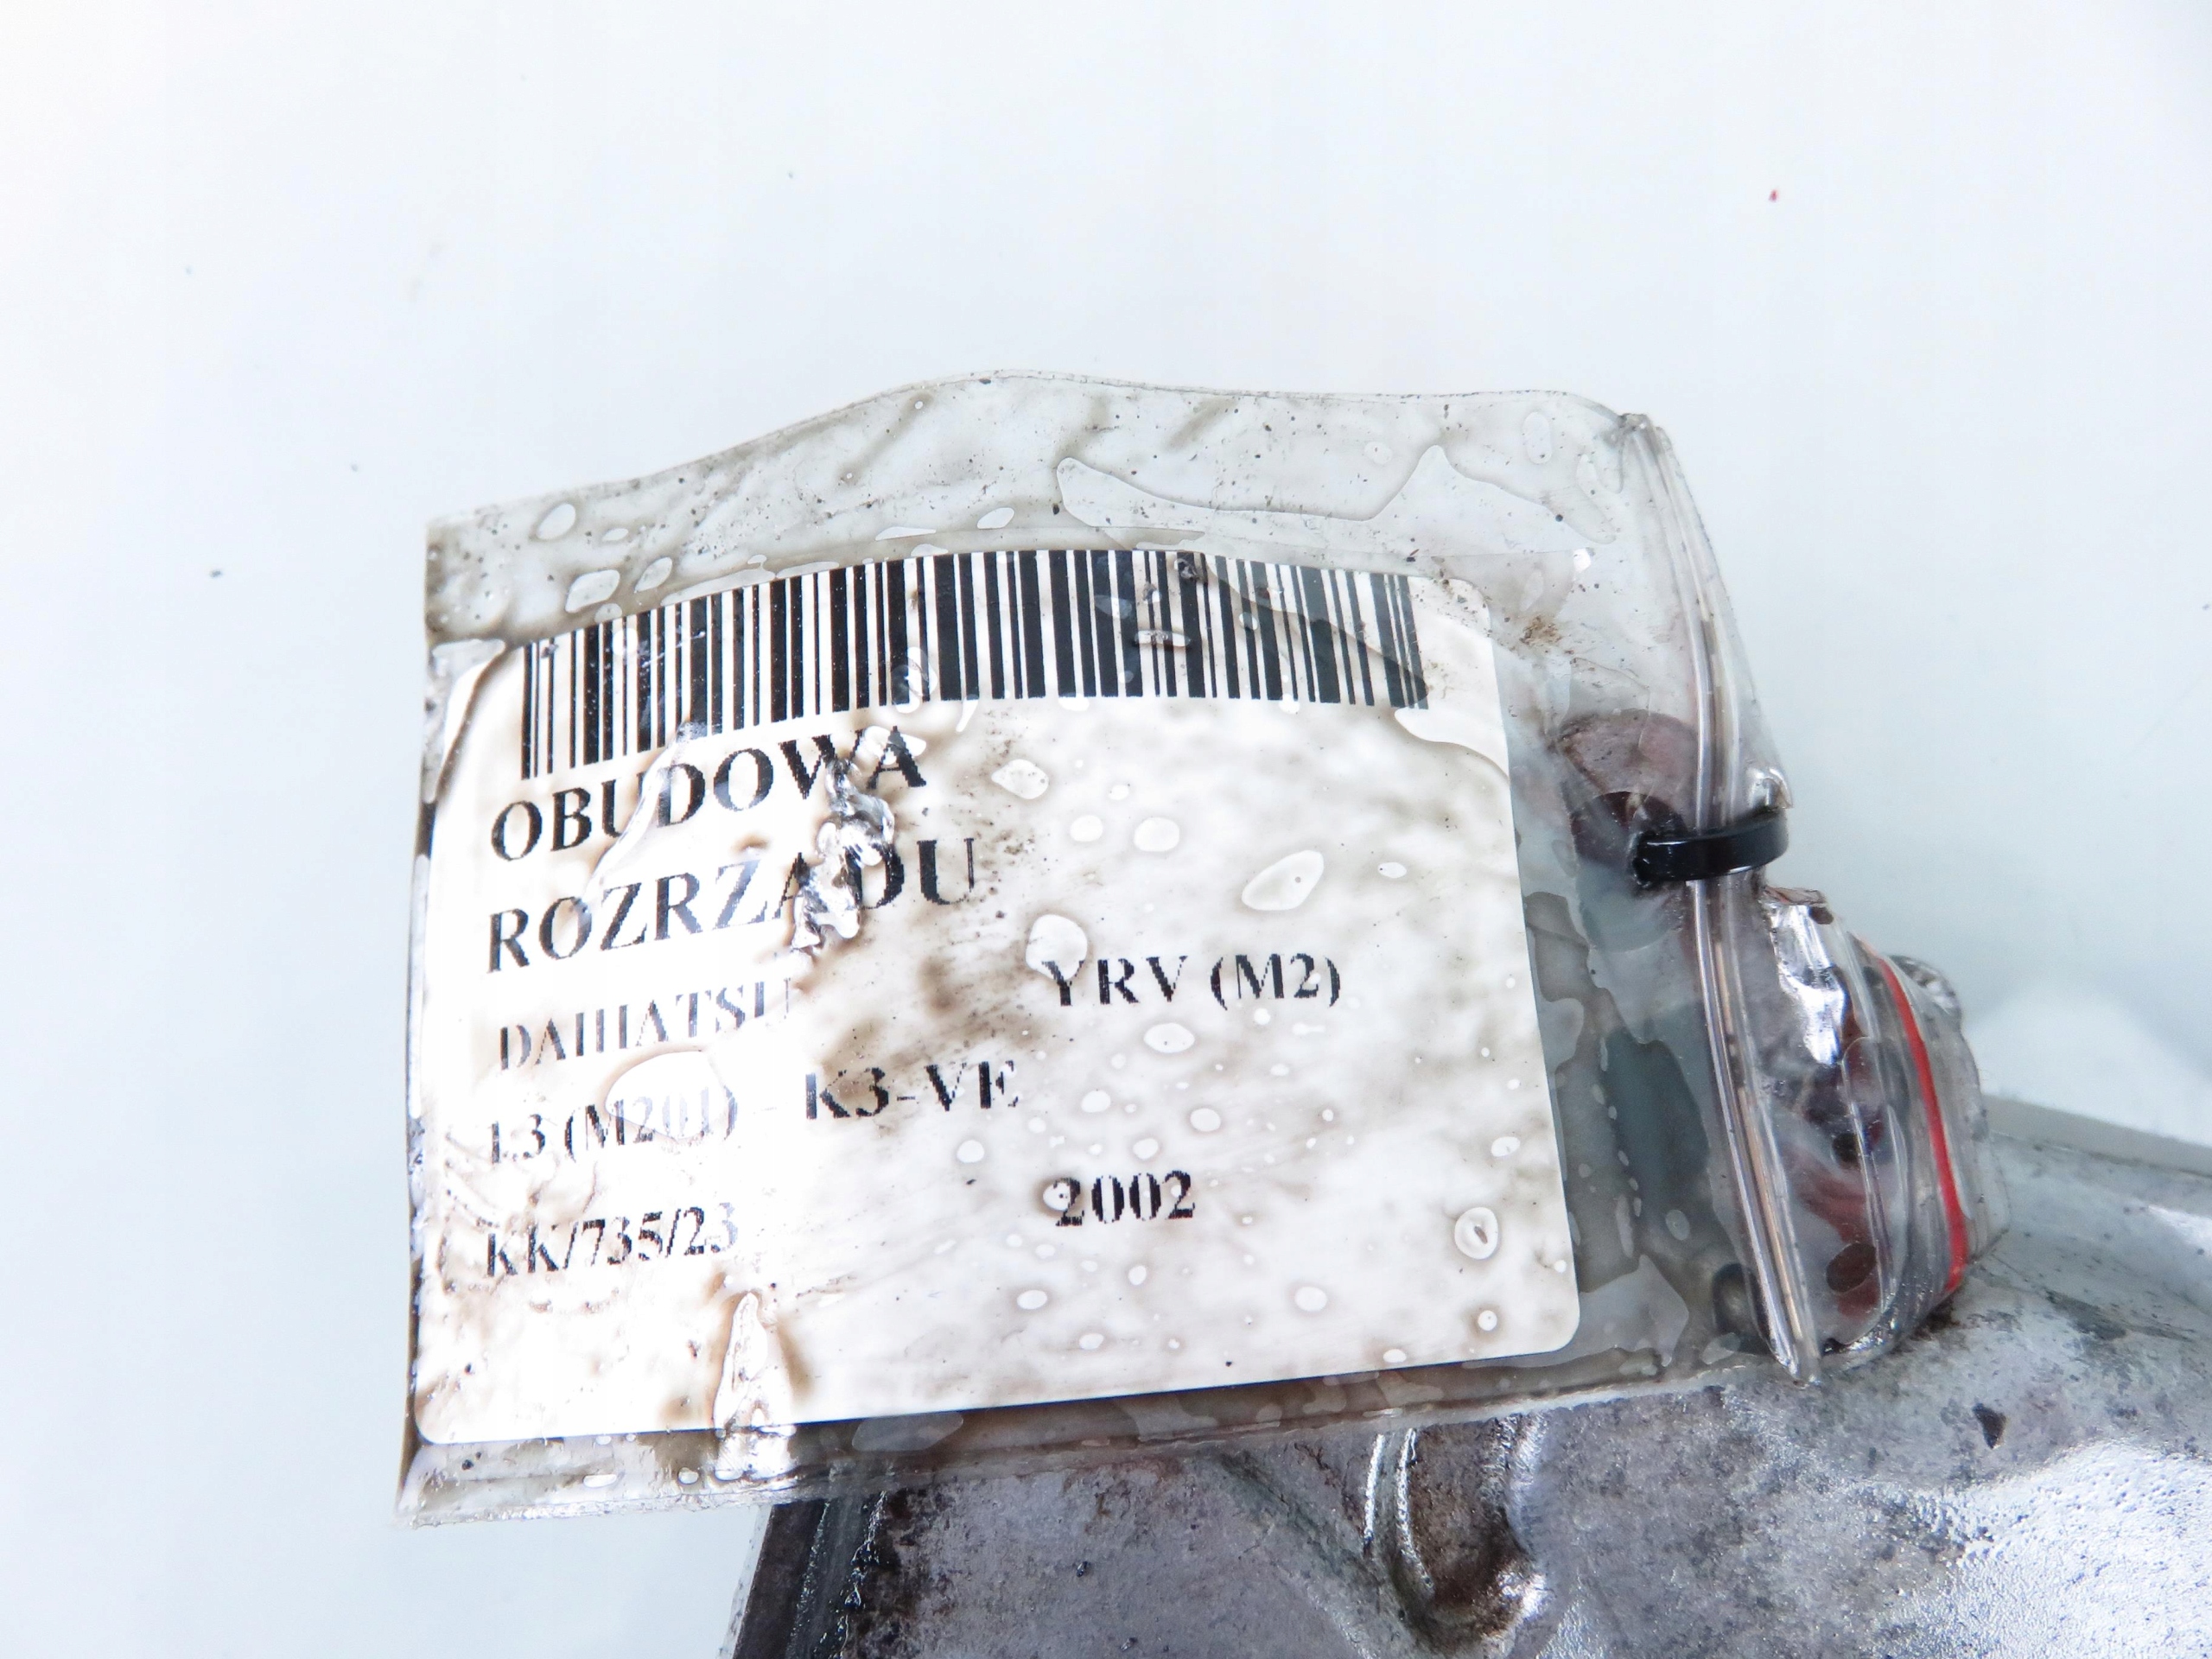 OBUDOWA
ROZRZADU
DAIHATSU YRV (M2)
1.3 (M201) - K3-VE
KK/735/23 2002